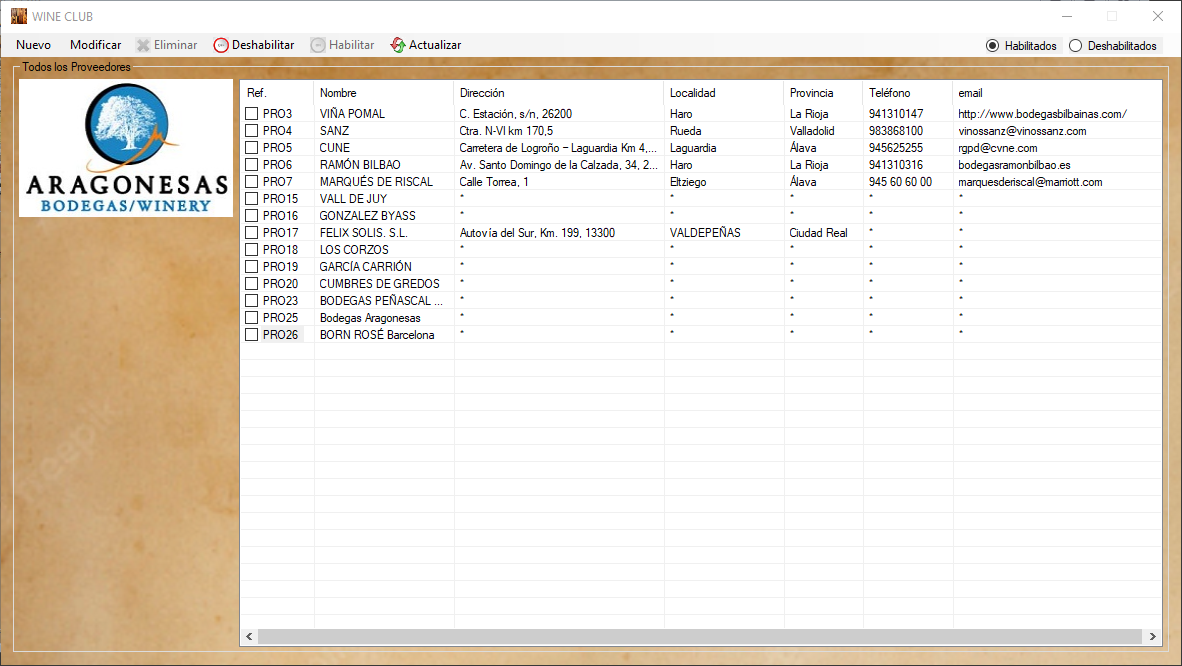 WINE CLUB
Nuevo Modificar Eliminar Deshabilitar Habilitar Actualizar Habilitados Deshabilitados
Todos los Proveedores
ARAGONESAS
BODEGAS/WINERY
Ref. Nombre Dirección Localidad Provincia Teléfono email
PRO3 VIÑA POMAL C. Estación, s/n, 26200 Haro La Rioja 941310147 http://www.bodegasbilbainas.com/
PRO4 SANZ Ctra. N-VI km 170,5 Rueda Valladolid 983868100 vinossanz@vinossanz.com
PRO5 CUNE Carretera de Logroño – Laguardia Km 4,... Laguardia Álava 945625255 rgpd@cvne.com
PRO6 RAMÓN BILBAO Av. Santo Domingo de la Calzada, 34, 2... Haro La Rioja 941310316 bodegasramonbilbao.es
PRO7 MARQUÉS DE RISCAL Calle Torrea, 1 Eltziego Álava 945 60 60 00 marquesderiscal@marriott.com
PRO15 VALL DE JUY * * * * *
PRO16 GONZALEZ BYASS * * * * *
PRO17 FELIX SOLIS. S.L. Autovía del Sur, Km. 199, 13300 VALDEPEÑAS Ciudad Real * *
PRO18 LOS CORZOS * * * * *
PRO19 GARCÍA CARRIÓN * * * * *
PRO20 CUMBRES DE GREDOS * * * * *
PRO23 BODEGAS PEÑASCAL ... * * * * *
PRO25 Bodegas Aragonesas * * * * *
PRO26 BORN ROSÉ Barcelona * * * * *